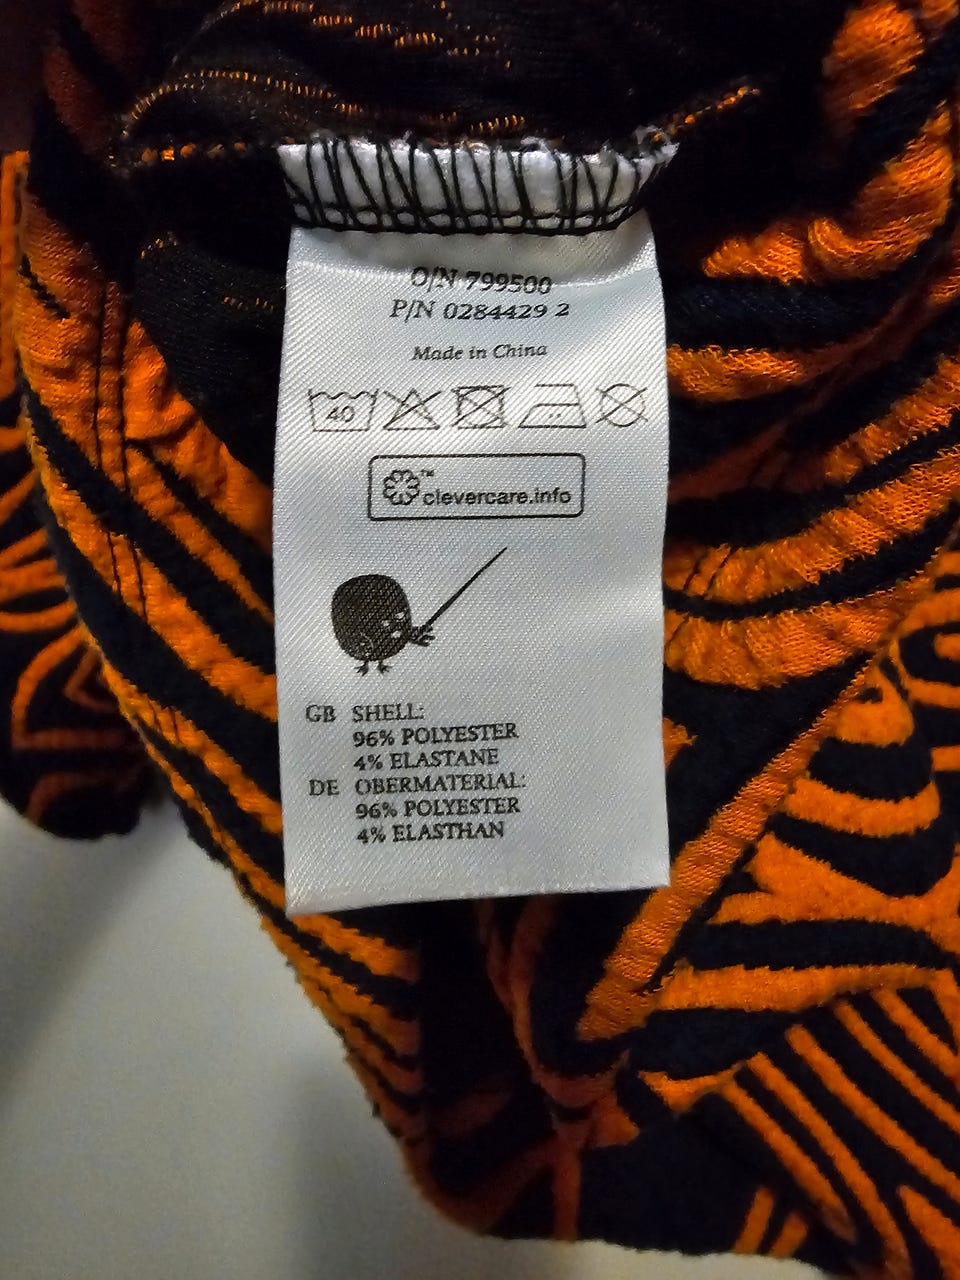 O/N 799500
P/N 0284429 2
Made in China
40
™
clevercare.info
GB SHELL:
96% POLYESTER
4% ELASTANE
DE OBERMATERIAL:
96% POLYESTER
4% ELASTHAN